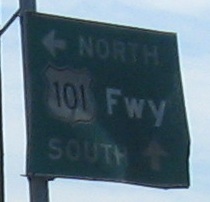 ← NORTH
101 Fwy
SOUTH ↑